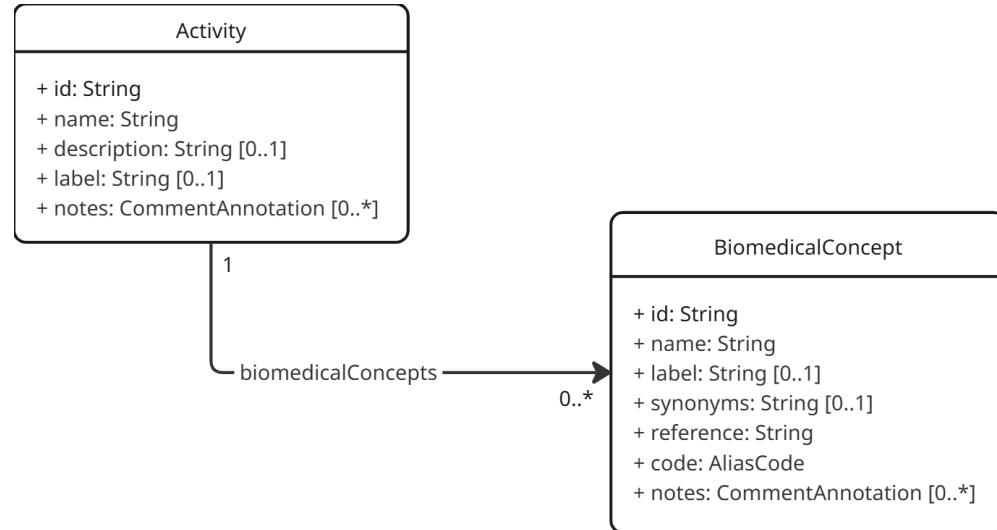 Activity
+ id: String
+ name: String
+ description: String [0..1]
+ label: String [0..1]
+ notes: CommentAnnotation [0..*]
1
biomedicalConcepts
0..*
BiomedicalConcept
+ id: String
+ name: String
+ label: String [0..1]
+ synonyms: String [0..1]
+ reference: String
+ code: AliasCode
+ notes: CommentAnnotation [0..*]